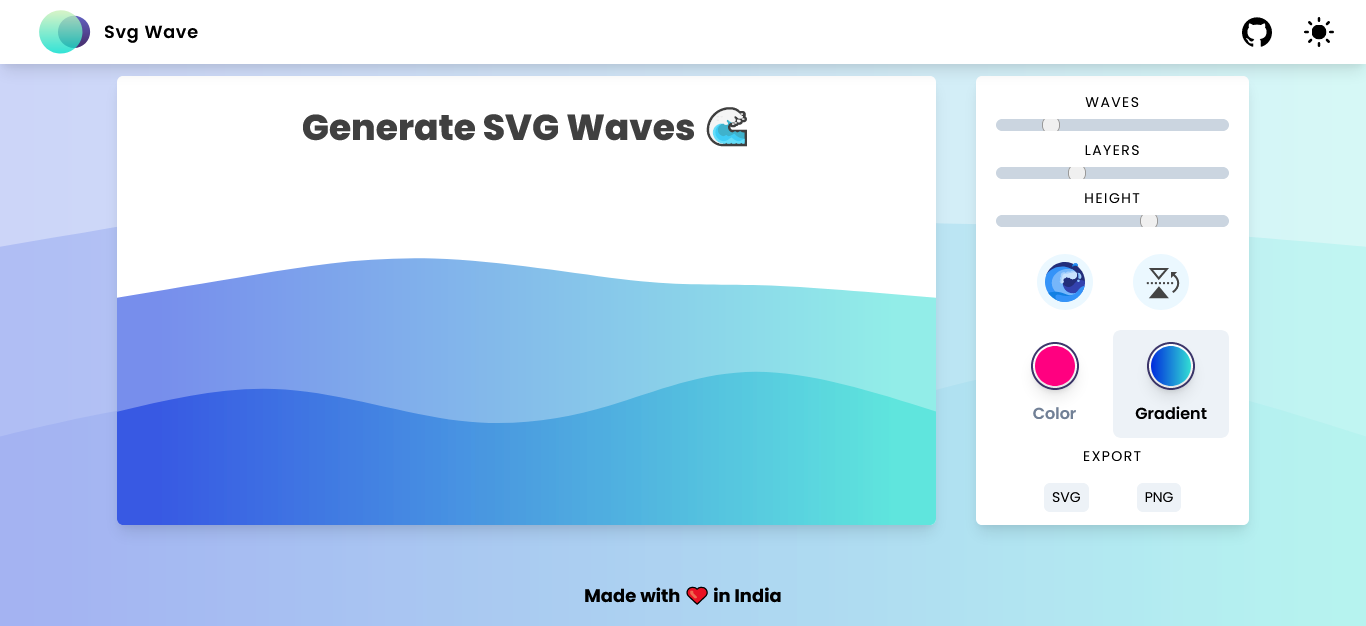 Svg Wave
Generate SVG Waves 🌊
WAVES
LAYERS
HEIGHT
Color
Gradient
EXPORT
SVG
PNG
Made with ❤️ in India